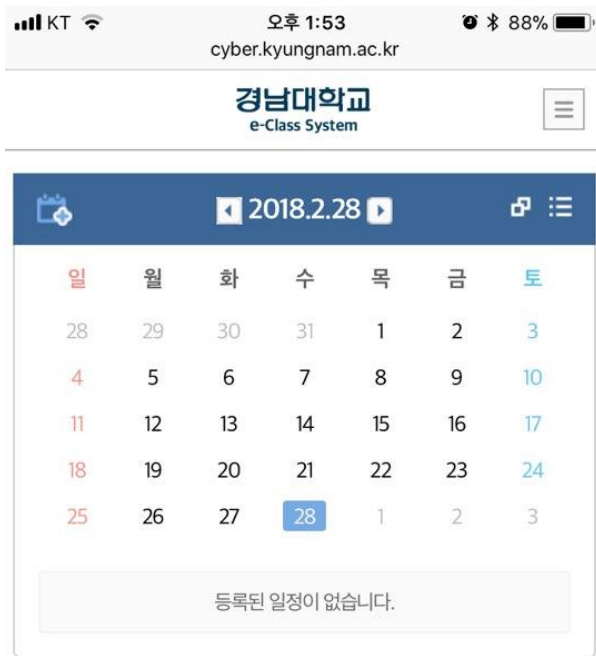 KT 오후 1:53 88%
cyber.kyungnam.ac.kr
경남대학교
e-Class System
2018.2.28
일 월 화 수 목 금 토
28 29 30 31 1 2 3
4 5 6 7 8 9 10
11 12 13 14 15 16 17
18 19 20 21 22 23 24
25 26 27 28 1 2 3
등록된 일정이 없습니다.